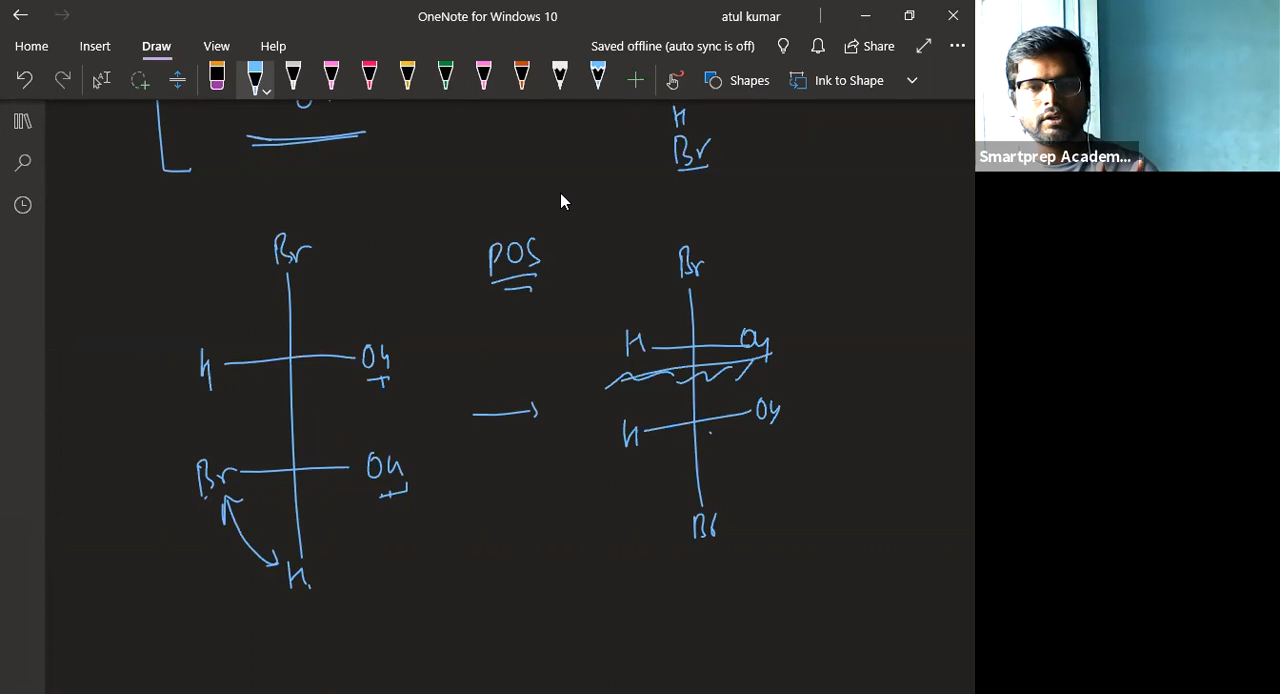 OneNote for Windows 10
atul kumar
Home Insert Draw View Help
Saved offline (auto sync is off)
Share
Shapes
Ink to Shape
Smartprep Academ...
H
Br
Br
POS
Br
H OH
H OH
Br OH
H OH
H
Br